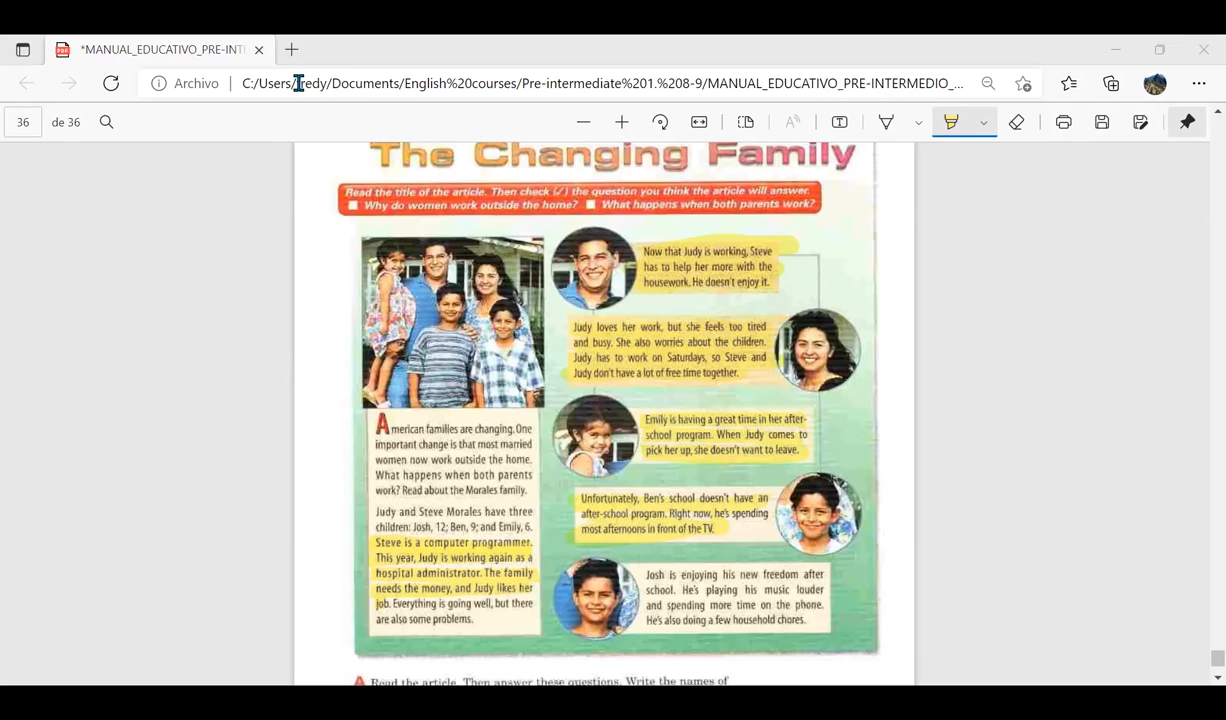 *MANUAL_EDUCATIVO_PRE-INTE
Archivo
C:/Users/fredy/Documents/English%20courses/Pre-intermediate%201.%208-9/MANUAL_EDUCATIVO_PRE-INTERMEDIO_...
36
de 36
The Changing Family
Read the title of the article. Then check (✓) the question you think the article will answer.
Why do women work outside the home?
What happens when both parents work?
American families are changing. One
important change is that most married
women now work outside the home.
What happens when both parents
work? Read about the Morales family.
Judy and Steve Morales have three
children: Josh, 12; Ben, 9; and Emily, 6.
Steve is a computer programmer.
This year, Judy is working again as a
hospital administrator. The family
needs the money, and Judy likes her
job. Everything is going well, but there
are also some problems.
Now that Judy is working, Steve
has to help her more with the
housework. He doesn't enjoy it.
Judy loves her work, but she feels too tired
and busy. She also worries about the children.
Judy has to work on Saturdays, so Steve and
Judy don't have a lot of free time together.
Emily is having a great time in her after-
school program. When Judy comes to
pick her up, she doesn't want to leave.
Unfortunately, Ben's school doesn't have an
after-school program. Right now, he's spending
most afternoons in front of the TV.
Josh is enjoying his new freedom after
school. He's playing his music louder
and spending more time on the phone.
He's also doing a few household chores.
A Read the article. Then answer these questions. Write the names of